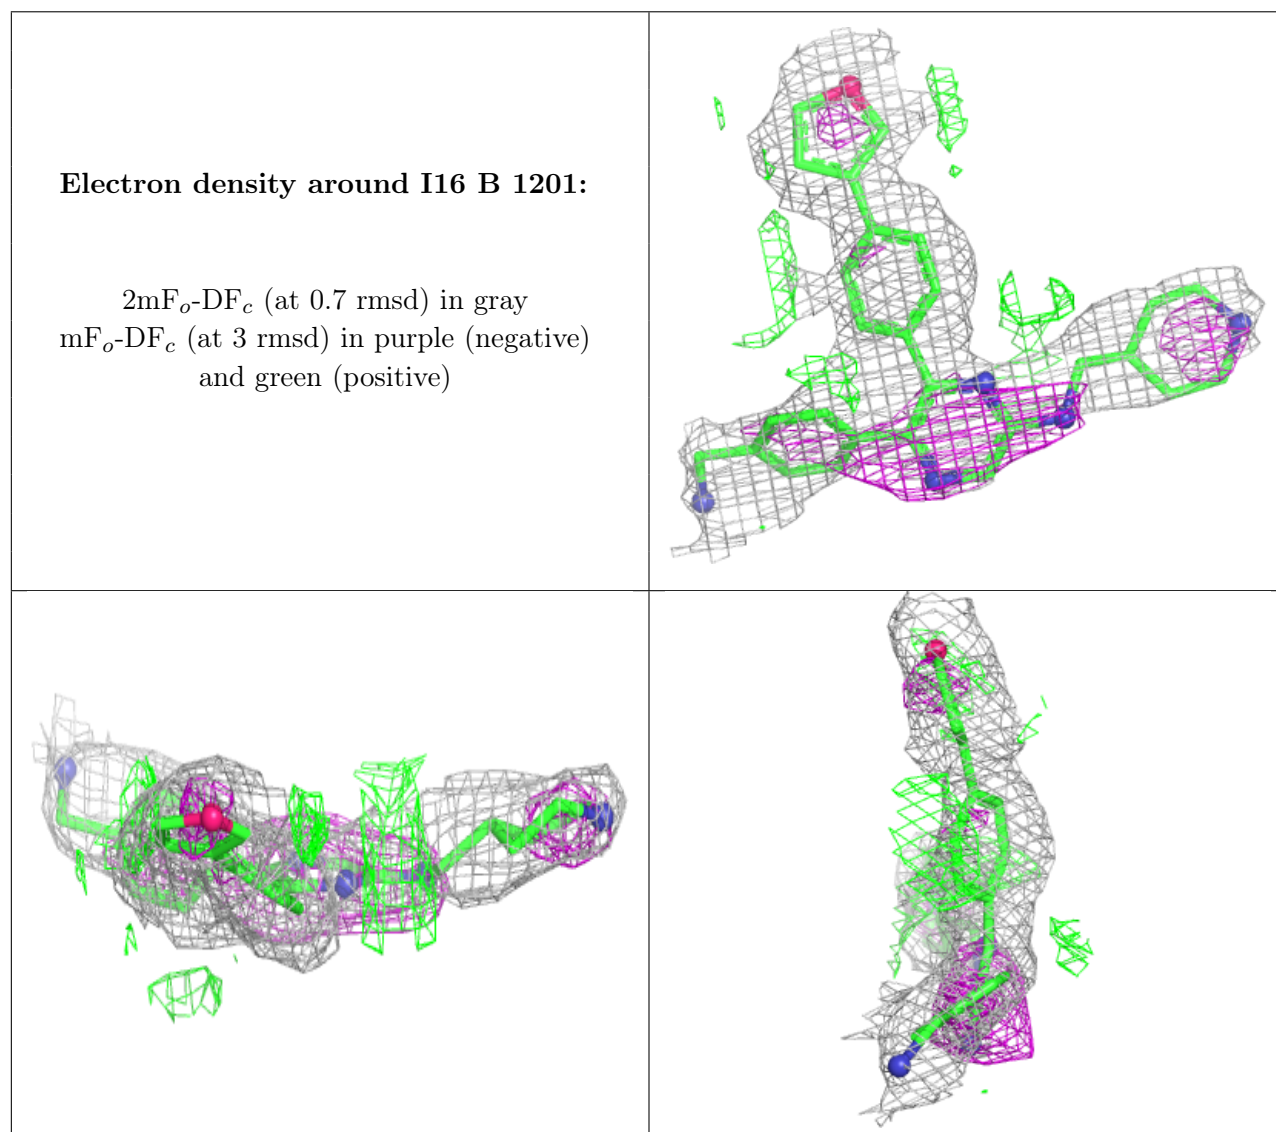 Electron density around I16 B 1201:
2mFo-DFc (at 0.7 rmsd) in gray
mFo-DFc (at 3 rmsd) in purple (negative)
and green (positive)